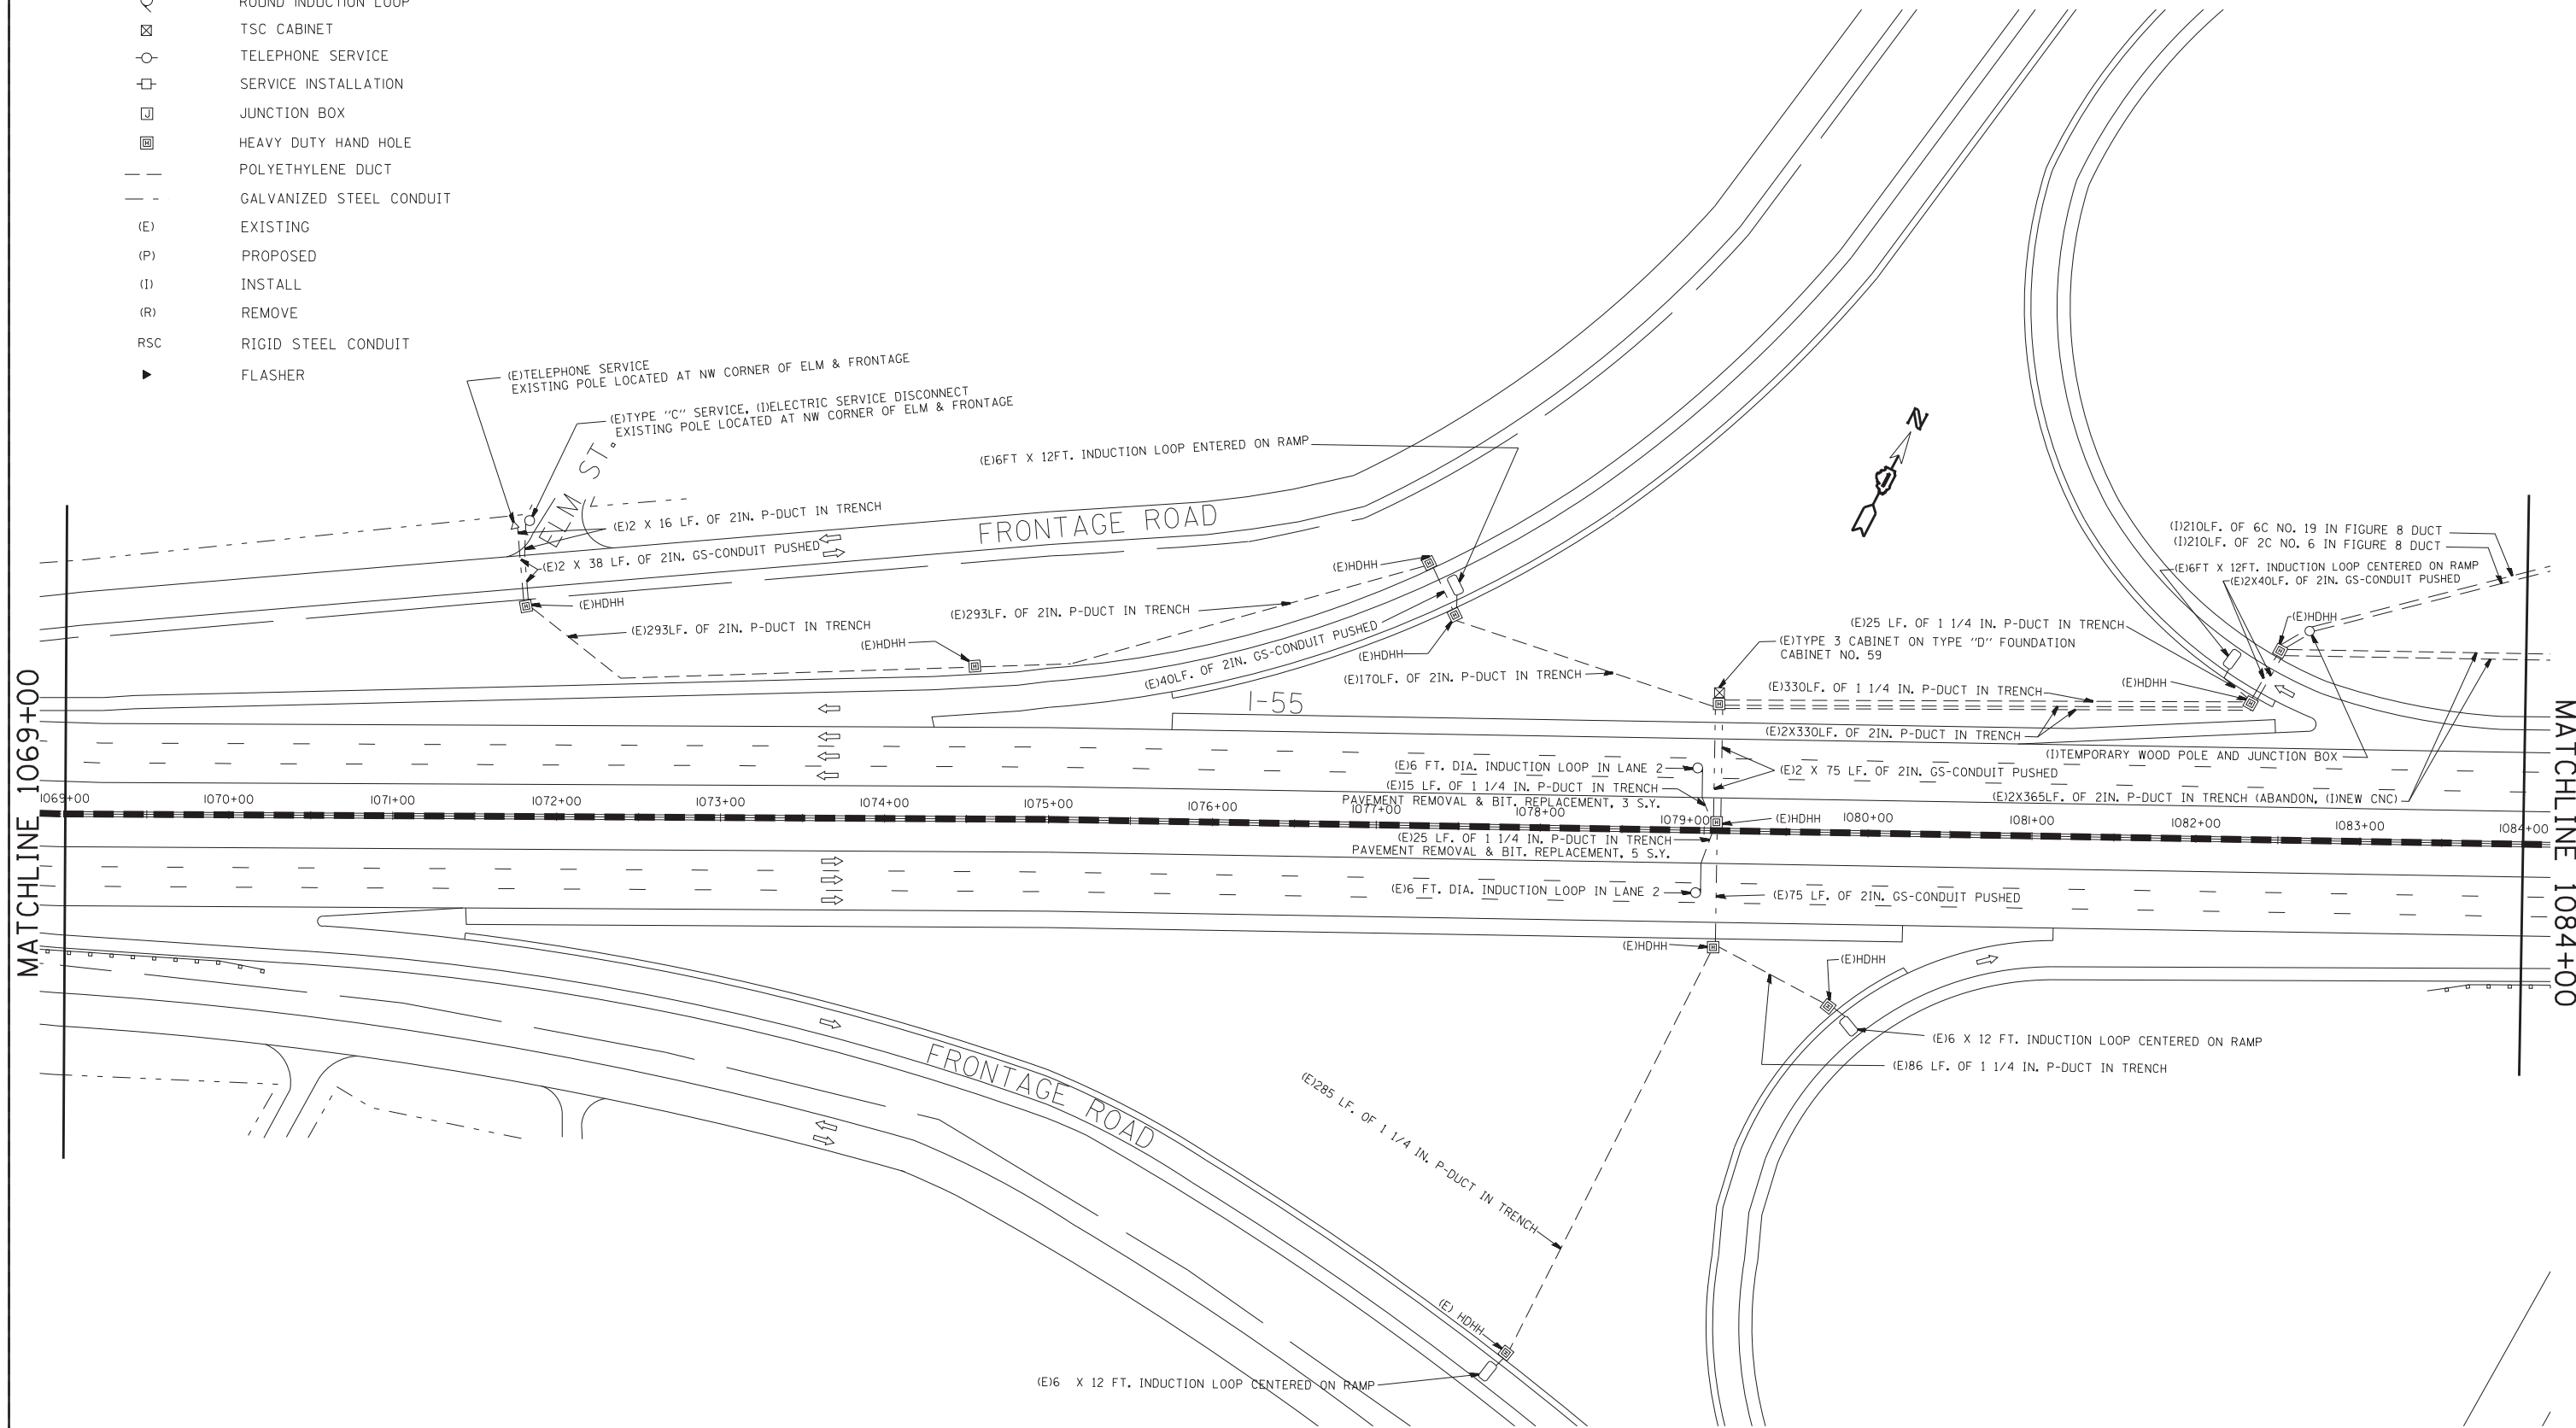 ROUND INDUCTION LOOP
TSC CABINET
TELEPHONE SERVICE
SERVICE INSTALLATION
J JUNCTION BOX
H HEAVY DUTY HAND HOLE
POLYETHYLENE DUCT
GALVANIZED STEEL CONDUIT
(E) EXISTING
(P) PROPOSED
(I) INSTALL
(R) REMOVE
RSC RIGID STEEL CONDUIT
FLASHER
(E)TELEPHONE SERVICE
EXISTING POLE LOCATED AT NW CORNER OF ELM & FRONTAGE
(E)TYPE "C" SERVICE, (I)ELECTRIC SERVICE DISCONNECT
EXISTING POLE LOCATED AT NW CORNER OF ELM & FRONTAGE
ELM ST.
(E)6FT X 12FT. INDUCTION LOOP ENTERED ON RAMP
N
(E)2 X 16 LF. OF 2IN. P-DUCT IN TRENCH
FRONTAGE ROAD
(E)2 X 38 LF. OF 2IN. GS-CONDUIT PUSHED
(E)HDHH
(E)HDHH
(E)293LF. OF 2IN. P-DUCT IN TRENCH
(E)293LF. OF 2IN. P-DUCT IN TRENCH
(E)HDHH
(E)40LF. OF 2IN. GS-CONDUIT PUSHED
(E)HDHH
(E)170LF. OF 2IN. P-DUCT IN TRENCH
I-55
(I)210LF. OF 6C NO. 19 IN FIGURE 8 DUCT
(I)210LF. OF 2C NO. 6 IN FIGURE 8 DUCT
(E)6FT X 12FT. INDUCTION LOOP CENTERED ON RAMP
(E)2X40LF. OF 2IN. GS-CONDUIT PUSHED
(E)HDHH
(E)25 LF. OF 1 1/4 IN. P-DUCT IN TRENCH
(E)TYPE 3 CABINET ON TYPE "D" FOUNDATION
CABINET NO. 59
(E)330LF. OF 1 1/4 IN. P-DUCT IN TRENCH
(E)HDHH
(E)2X330LF. OF 2IN. P-DUCT IN TRENCH
(I)TEMPORARY WOOD POLE AND JUNCTION BOX
(E)6 FT. DIA. INDUCTION LOOP IN LANE 2
(E)2 X 75 LF. OF 2IN. GS-CONDUIT PUSHED
(E)15 LF. OF 1 1/4 IN. P-DUCT IN TRENCH
PAVEMENT REMOVAL & BIT. REPLACEMENT, 3 S.Y.
(E)2X365LF. OF 2IN. P-DUCT IN TRENCH (ABANDON, (I)NEW CNC)
MATCHLINE 1069+00
1069+00 1070+00 1071+00 1072+00 1073+00 1074+00 1075+00 1076+00 1077+00 1078+00 1079+00 1080+00 1081+00 1082+00 1083+00 1084+00
MATCHLINE 1084+00
(E)HDHH
(E)25 LF. OF 1 1/4 IN. P-DUCT IN TRENCH
PAVEMENT REMOVAL & BIT. REPLACEMENT, 5 S.Y.
(E)6 FT. DIA. INDUCTION LOOP IN LANE 2
(E)75 LF. OF 2IN. GS-CONDUIT PUSHED
(E)HDHH
(E)HDHH
(E)6 X 12 FT. INDUCTION LOOP CENTERED ON RAMP
(E)86 LF. OF 1 1/4 IN. P-DUCT IN TRENCH
FRONTAGE ROAD
(E)285 LF. OF 1 1/4 IN. P-DUCT IN TRENCH
(E) HDHH
(E)6 X 12 FT. INDUCTION LOOP CENTERED ON RAMP